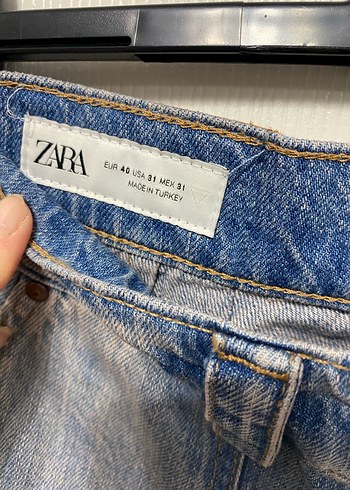 ZARA
EUR 40 USA 31 MEX 31
MADE IN TURKEY